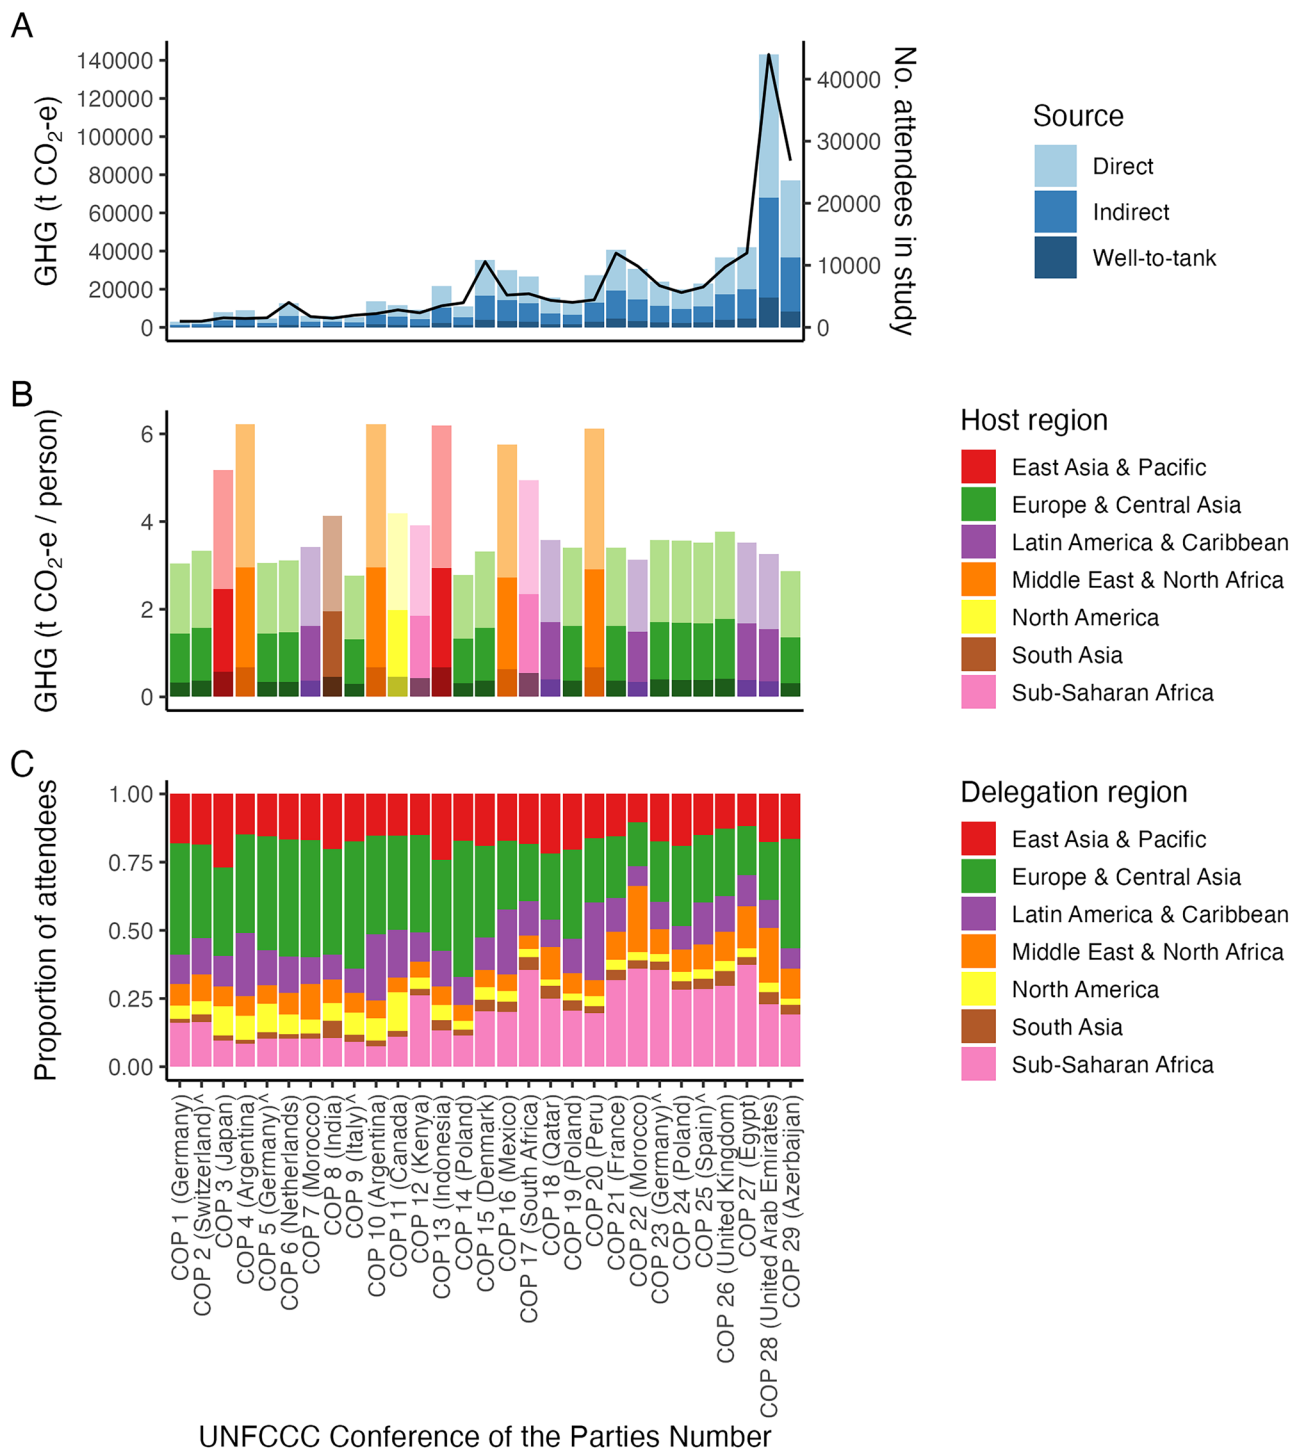 A
GHG (t CO₂-e)
140000
120000
100000
80000
60000
40000
20000
0
40000
30000
20000
10000
0
No. attendees in study
Source
Direct
Indirect
Well-to-tank
B
GHG (t CO₂-e / person)
6
4
2
0
Host region
East Asia & Pacific
Europe & Central Asia
Latin America & Caribbean
Middle East & North Africa
North America
South Asia
Sub-Saharan Africa
C
Proportion of attendees
1.00
0.75
0.50
0.25
0.00
Delegation region
East Asia & Pacific
Europe & Central Asia
Latin America & Caribbean
Middle East & North Africa
North America
South Asia
Sub-Saharan Africa
COP 1 (Germany)
COP 2 (Switzerland)^
COP 3 (Japan)
COP 4 (Argentina)
COP 5 (Germany)^
COP 6 (Netherlands)
COP 7 (Morocco)
COP 8 (India)
COP 9 (Italy)^
COP 10 (Argentina)
COP 11 (Canada)
COP 12 (Kenya)
COP 13 (Indonesia)
COP 14 (Poland)
COP 15 (Denmark)
COP 16 (Mexico)
COP 17 (South Africa)
COP 18 (Qatar)
COP 19 (Poland)
COP 20 (Peru)
COP 21 (France)
COP 22 (Morocco)
COP 23 (Germany)^
COP 24 (Poland)
COP 25 (Spain)^
COP 26 (United Kingdom)
COP 27 (Egypt)
COP 28 (United Arab Emirates)
COP 29 (Azerbaijan)
UNFCCC Conference of the Parties Number